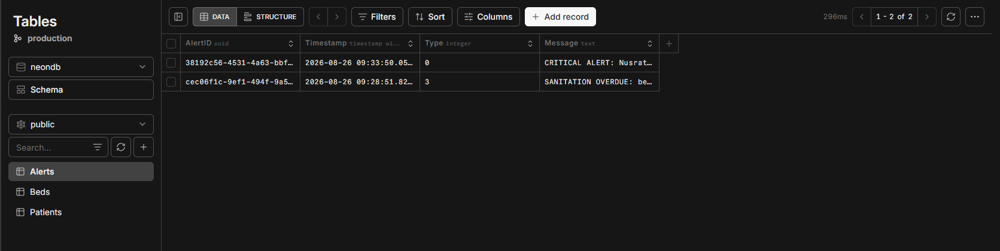 Tables
production
neondb
Schema
public
Search...
Alerts
Beds
Patients
DATA STRUCTURE Filters Sort Columns Add record 296ms 1 - 2 of 2
AlertID uuid Timestamp timestamp wi... Type integer Message text
38192c56-4531-4a63-bbf… 2026-08-26 09:33:50.05… 0 CRITICAL ALERT: Nusrat…
cec06f1c-9ef1-494f-9a5… 2026-08-26 09:28:51.82… 3 SANITATION OVERDUE: be…